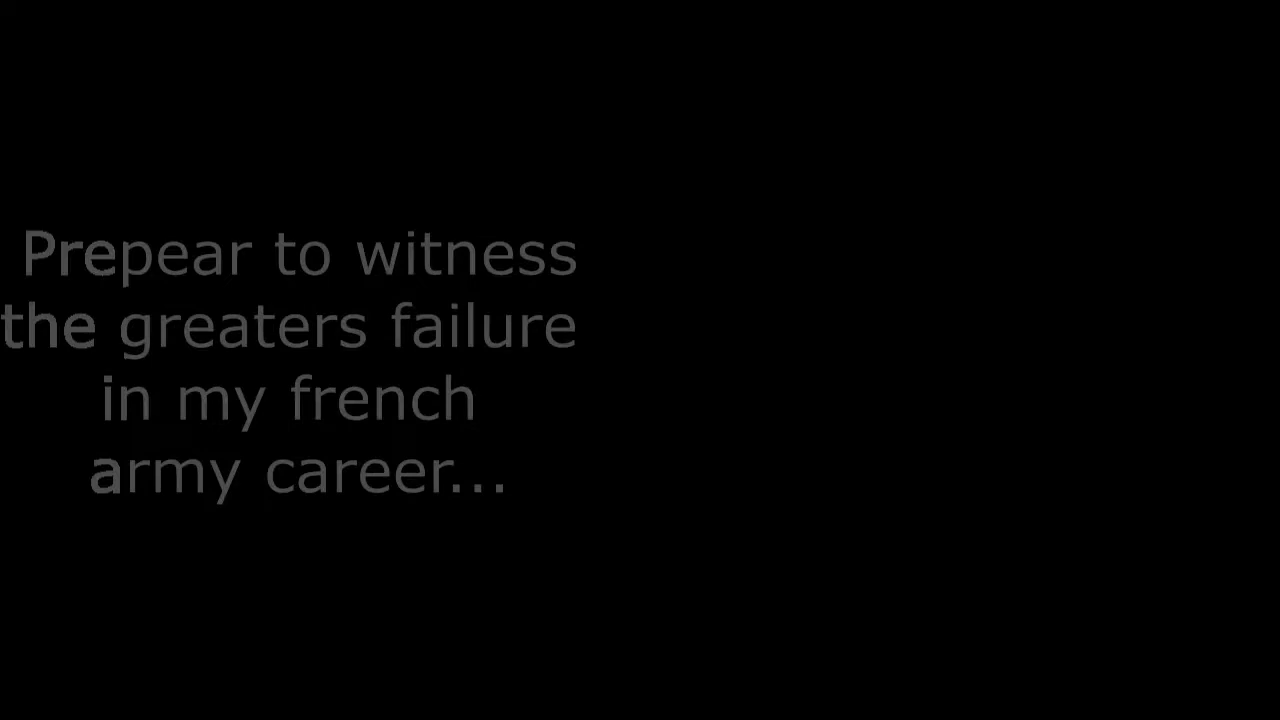 Prepear to witness
the greaters failure
in my french
army career...